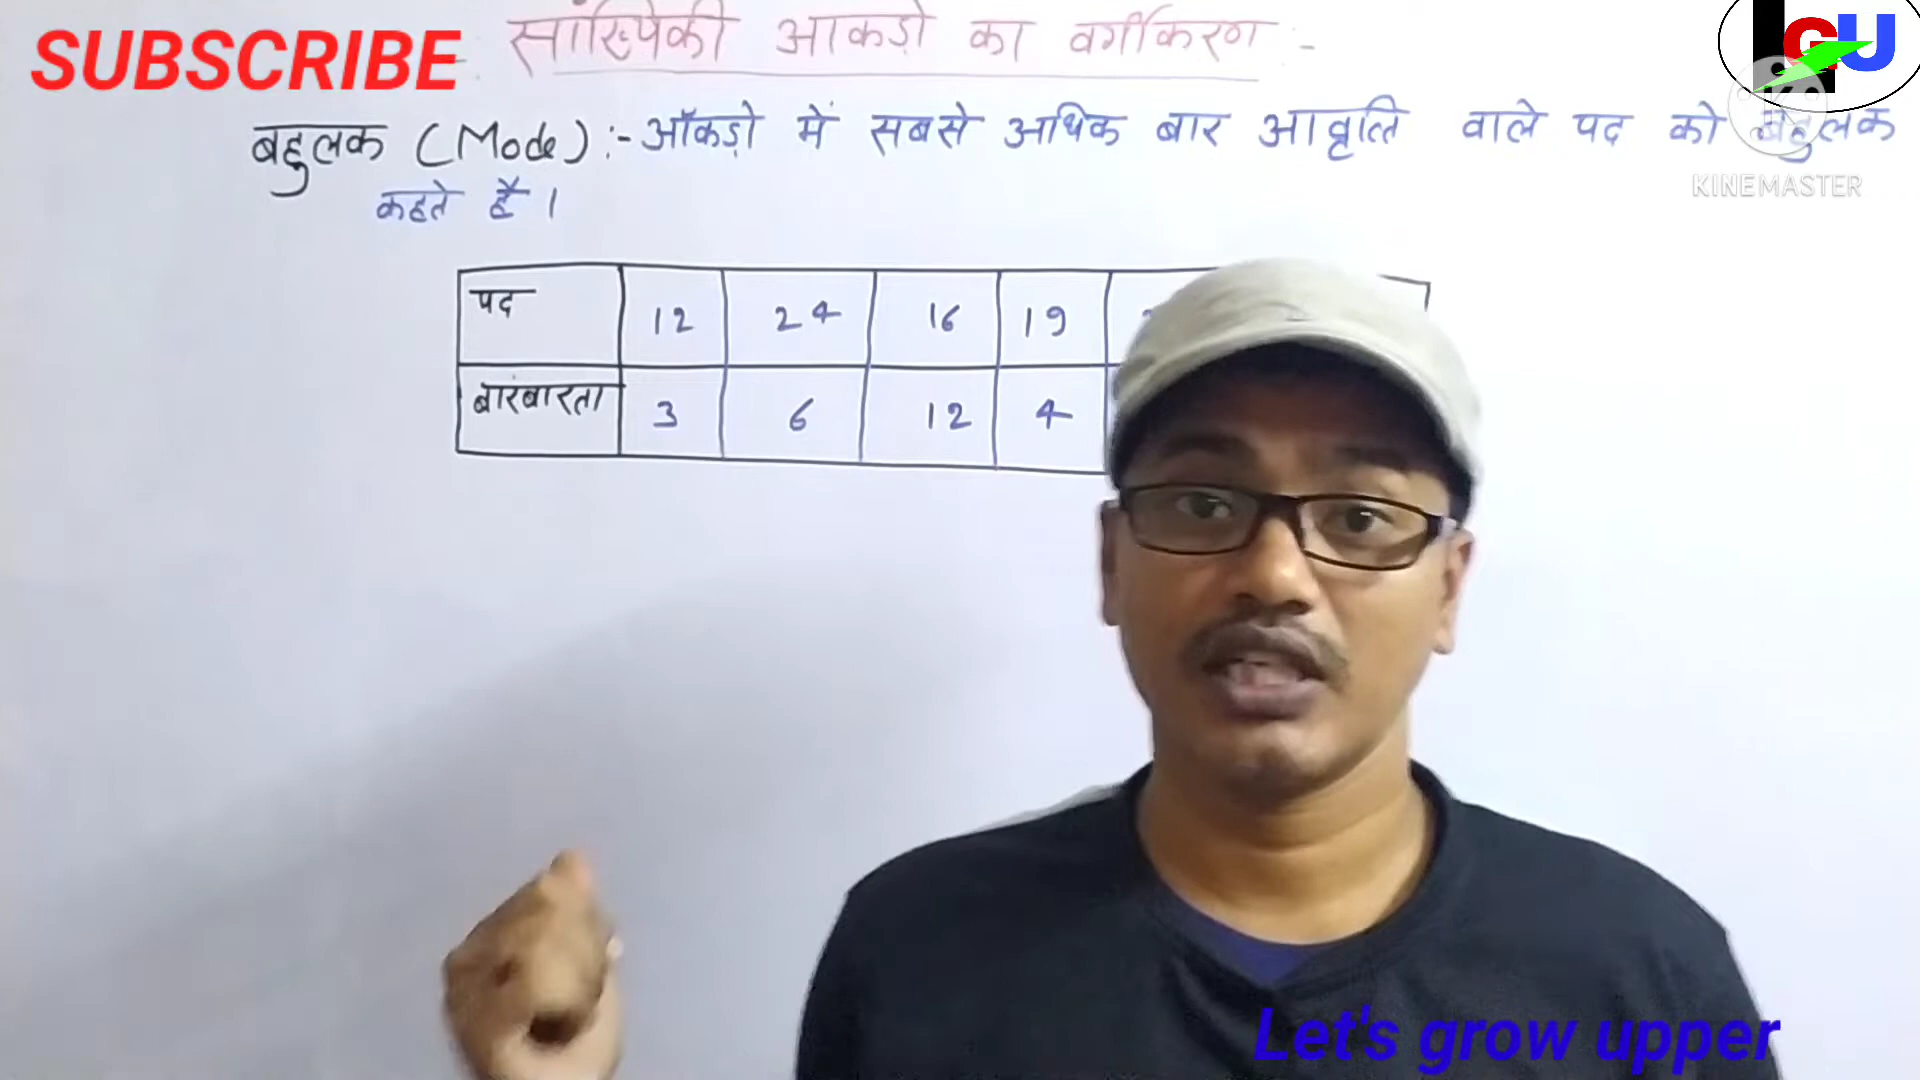 SUBSCRIBE
सांख्यिकी आकड़ो का वर्गीकरण :-
बहुलक (Mode) :- आँकड़ो में सबसे अधिक बार आवृत्ति वाले पद को बहुलक
कहते है ।
GU
KINEMASTER
पद 12 24 16 19
बारंबारता 3 6 12 4
Let's grow upper